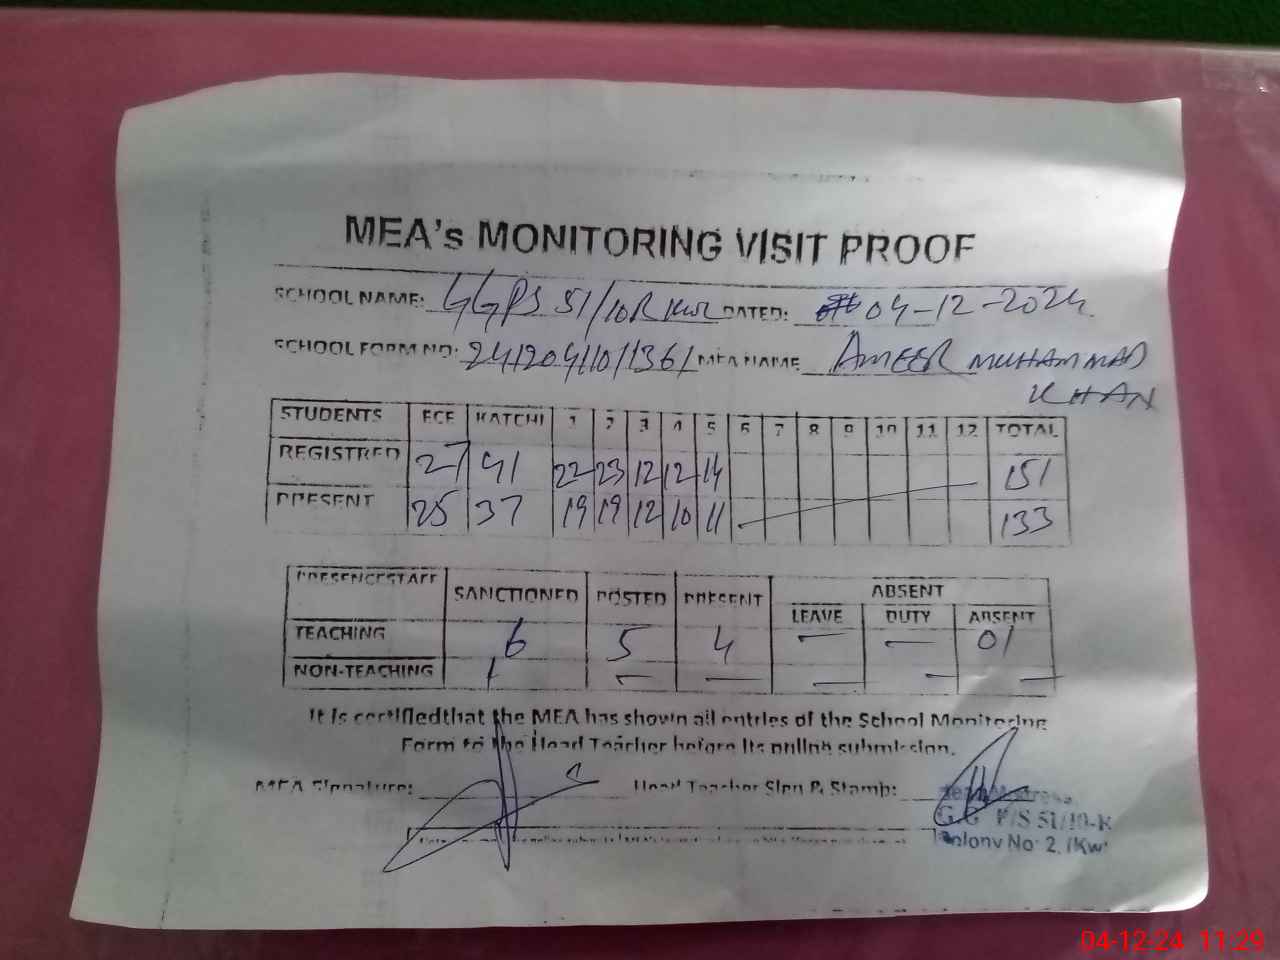 MEA's MONITORING VISIT PROOF
SCHOOL NAME: GGPS 51/10R KWL DATED: 04-12-2024
SCHOOL FORM NO: 241204/10/1361 MEA NAME AMEER MUHAMMAD
KHAN
STUDENTS ECE KATCHI 1 2 3 4 5 6 7 8 9 10 11 12 TOTAL
REGISTRED 27 41 22 23 12 12 14 151
PRESENT 25 37 19 19 12 10 11 133
PRESENCE STAFF SANCTIONED POSTED PRESENT ABSENT
LEAVE DUTY ABSENT
TEACHING 6 5 4 — — 01
NON-TEACHING 1 — — — — —
It is certifiedthat the MEA has shown all entries of the School Monitoring
Form to the Head Teacher before its online submission.
MEA Signature: Head Teacher Sign & Stamp:
G.G P/S 51/10-R
Colony No: 2, (Kw
04-12-24 11:29